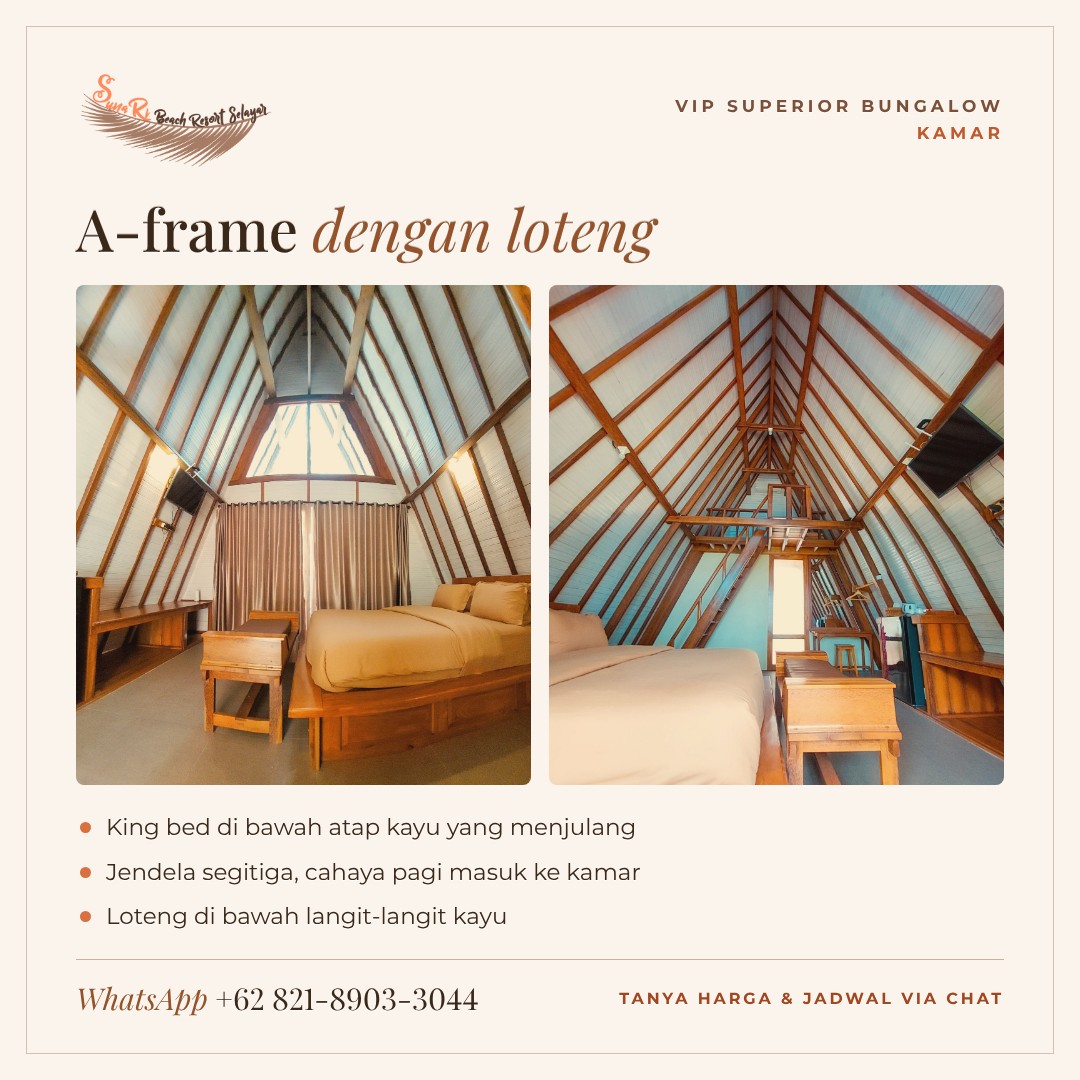 SunaRi Beach Resort Selayar
VIP SUPERIOR BUNGALOW
KAMAR
A-frame dengan loteng
King bed di bawah atap kayu yang menjulang
Jendela segitiga, cahaya pagi masuk ke kamar
Loteng di bawah langit-langit kayu
WhatsApp +62 821-8903-3044
TANYA HARGA & JADWAL VIA CHAT